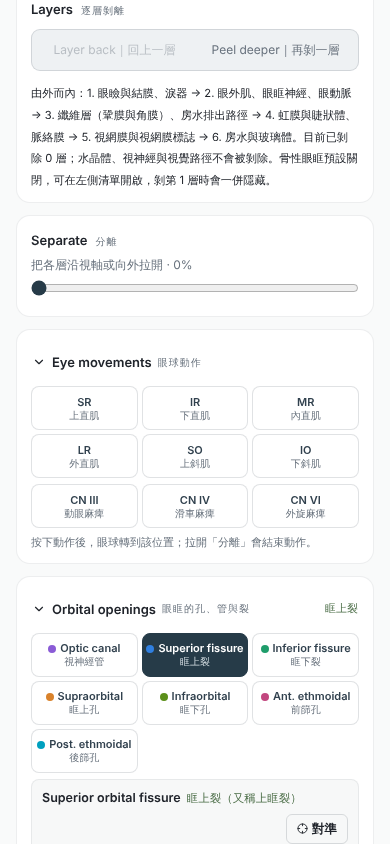 Layers 逐層剝離
Layer back｜回上一層 Peel deeper｜再剝一層
由外而內：1. 眼瞼與結膜、淚器 → 2. 眼外肌、眼眶神經、眼動脈
→ 3. 纖維層（鞏膜與角膜）、房水排出路徑 → 4. 虹膜與睫狀體、
脈絡膜 → 5. 視網膜與視網膜標誌 → 6. 房水與玻璃體。目前已剝
除 0 層；水晶體、視神經與視覺路徑不會被剝除。骨性眼眶預設關
閉，可在左側清單開啟，剝第 1 層時會一併隱藏。
Separate 分離
把各層沿視軸或向外拉開 · 0%
Eye movements 眼球動作
SR IR MR
上直肌 下直肌 內直肌
LR SO IO
外直肌 上斜肌 下斜肌
CN III CN IV CN VI
動眼麻痺 滑車麻痺 外旋麻痺
按下動作後，眼球轉到該位置；拉開「分離」會結束動作。
Orbital openings 眼眶的孔、管與裂 眶上裂
Optic canal Superior fissure Inferior fissure
視神經管 眶上裂 眶下裂
Supraorbital Infraorbital Ant. ethmoidal
眶上孔 眶下孔 前篩孔
Post. ethmoidal
後篩孔
Superior orbital fissure 眶上裂（又稱上眶裂）
對準